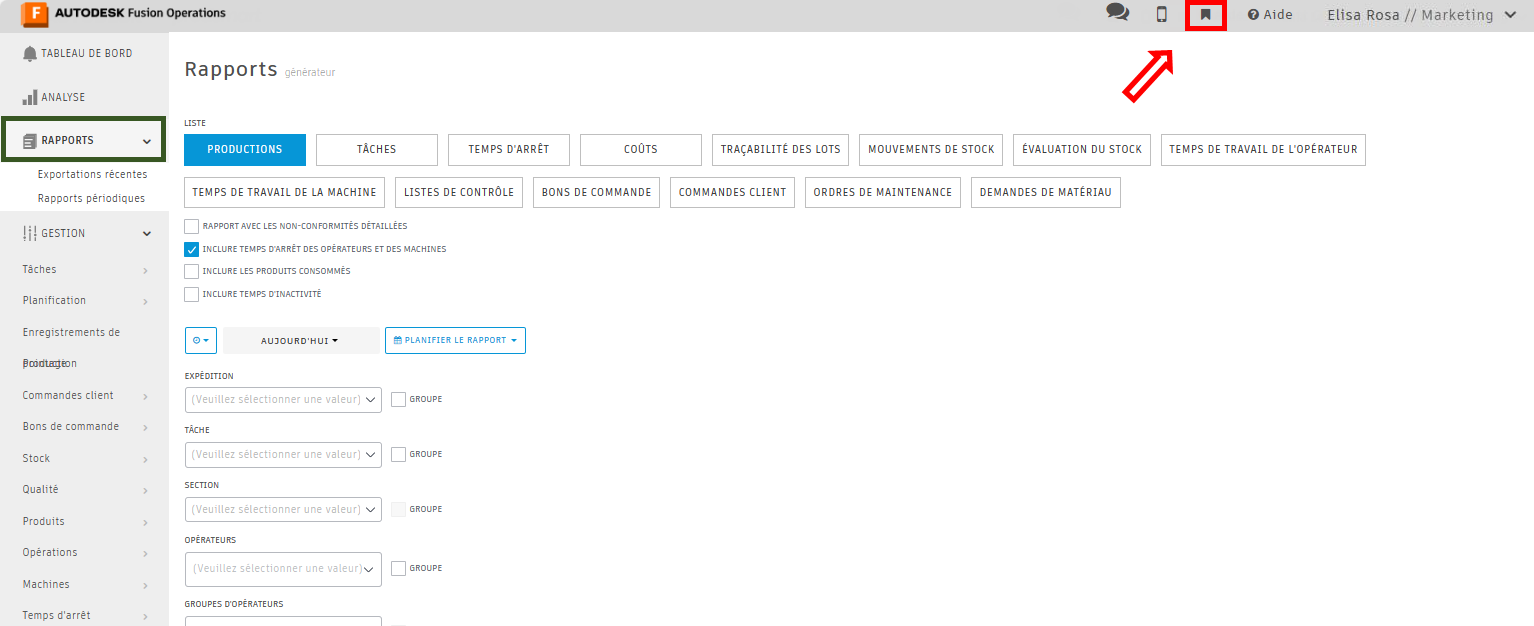 F AUTODESK Fusion Operations
Aide
Elisa Rosa // Marketing
TABLEAU DE BORD
ANALYSE
RAPPORTS
Exportations récentes
Rapports périodiques
GESTION
Tâches
Planification
Enregistrements de
production
Pointage
Commandes client
Bons de commande
Stock
Qualité
Produits
Opérations
Machines
Temps d'arrêt
Rapports générateur
LISTE
PRODUCTIONS TÂCHES TEMPS D'ARRÊT COÛTS TRAÇABILITÉ DES LOTS MOUVEMENTS DE STOCK ÉVALUATION DU STOCK TEMPS DE TRAVAIL DE L'OPÉRATEUR
TEMPS DE TRAVAIL DE LA MACHINE LISTES DE CONTRÔLE BONS DE COMMANDE COMMANDES CLIENT ORDRES DE MAINTENANCE DEMANDES DE MATÉRIAU
RAPPORT AVEC LES NON-CONFORMITÉS DÉTAILLÉES
INCLURE TEMPS D'ARRÊT DES OPÉRATEURS ET DES MACHINES
INCLURE LES PRODUITS CONSOMMÉS
INCLURE TEMPS D'INACTIVITÉ
AUJOURD'HUI PLANIFIER LE RAPPORT
EXPÉDITION
(Veuillez sélectionner une valeur) GROUPE
TÂCHE
(Veuillez sélectionner une valeur) GROUPE
SECTION
(Veuillez sélectionner une valeur) GROUPE
OPÉRATEURS
(Veuillez sélectionner une valeur) GROUPE
GROUPES D'OPÉRATEURS